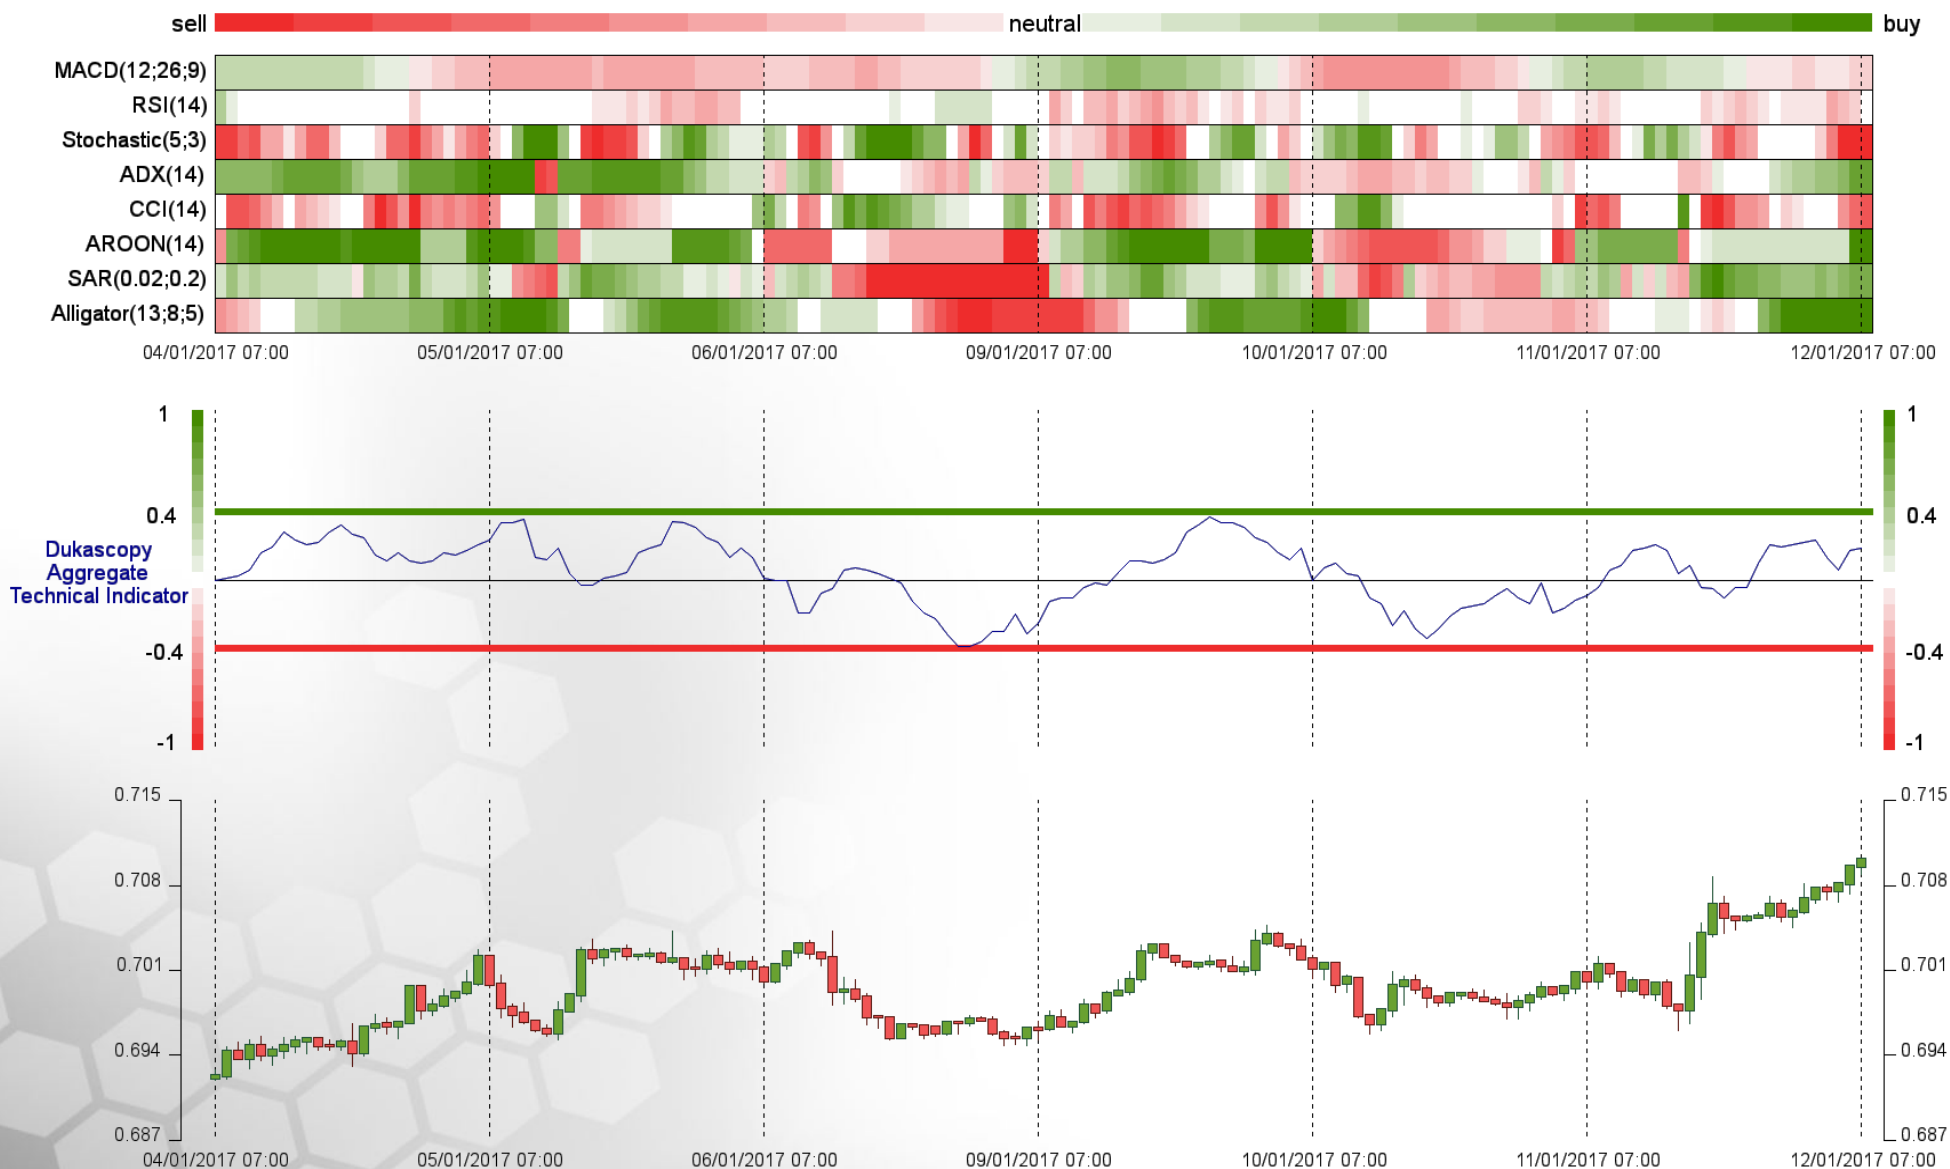 sell neutral buy
MACD(12;26;9)
RSI(14)
Stochastic(5;3)
ADX(14)
CCI(14)
AROON(14)
SAR(0.02;0.2)
Alligator(13;8;5)
04/01/2017 07:00 05/01/2017 07:00 06/01/2017 07:00 09/01/2017 07:00 10/01/2017 07:00 11/01/2017 07:00 12/01/2017 07:00
1 1
0.4 0.4
Dukascopy
Aggregate
Technical Indicator
-0.4 -0.4
-1 -1
0.715 0.715
0.708 0.708
0.701 0.701
0.694 0.694
0.687 0.687
04/01/2017 07:00 05/01/2017 07:00 06/01/2017 07:00 09/01/2017 07:00 10/01/2017 07:00 11/01/2017 07:00 12/01/2017 07:00